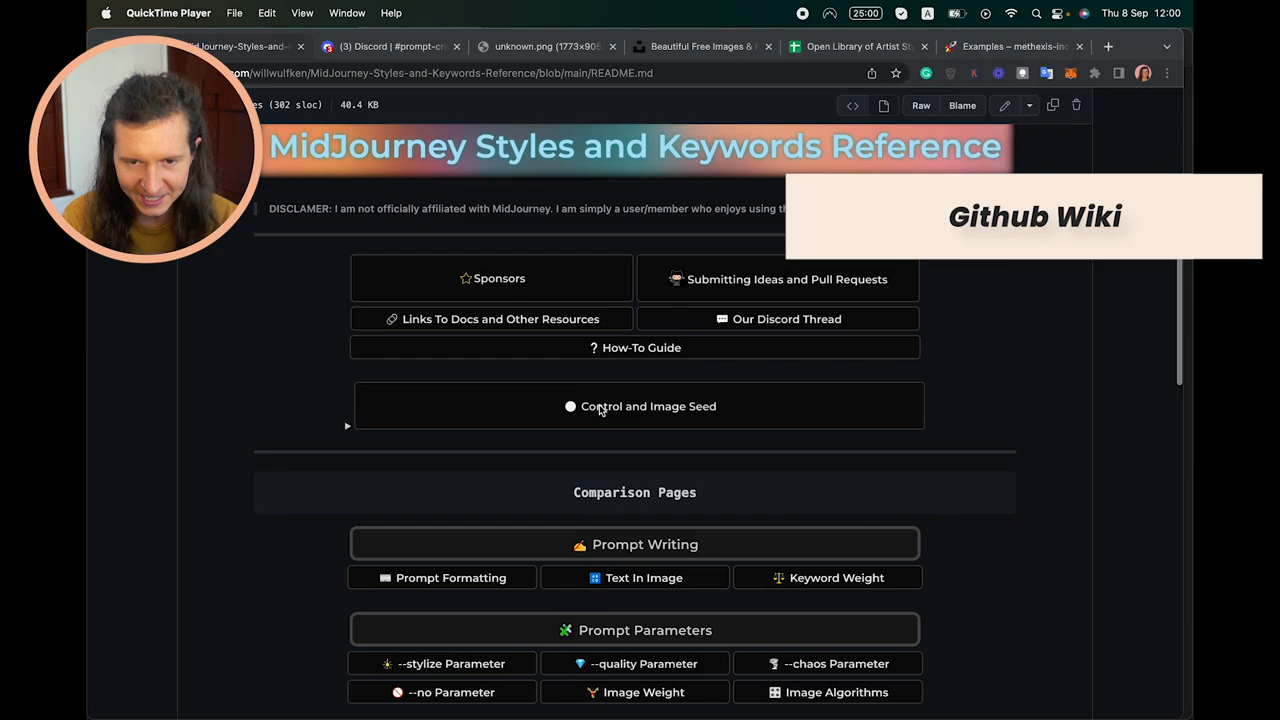 QuickTime Player File Edit View Window Help 25:00 A Thu 8 Sep 12:00
ourney-Styles-and- (3) Discord | #prompt-cr unknown.png (1773×905 Beautiful Free Images & Open Library of Artist St Examples – methexis-inc
om/willwulfken/MidJourney-Styles-and-Keywords-Reference/blob/main/README.md
es (302 sloc) 40.4 KB Raw Blame
MidJourney Styles and Keywords Reference
DISCLAMER: I am not officially affiliated with MidJourney. I am simply a user/member who enjoys using th
Github Wiki
Sponsors Submitting Ideas and Pull Requests
Links To Docs and Other Resources Our Discord Thread
? How-To Guide
Control and Image Seed
Comparison Pages
Prompt Writing
Prompt Formatting Text In Image Keyword Weight
Prompt Parameters
--stylize Parameter --quality Parameter --chaos Parameter
--no Parameter Image Weight Image Algorithms